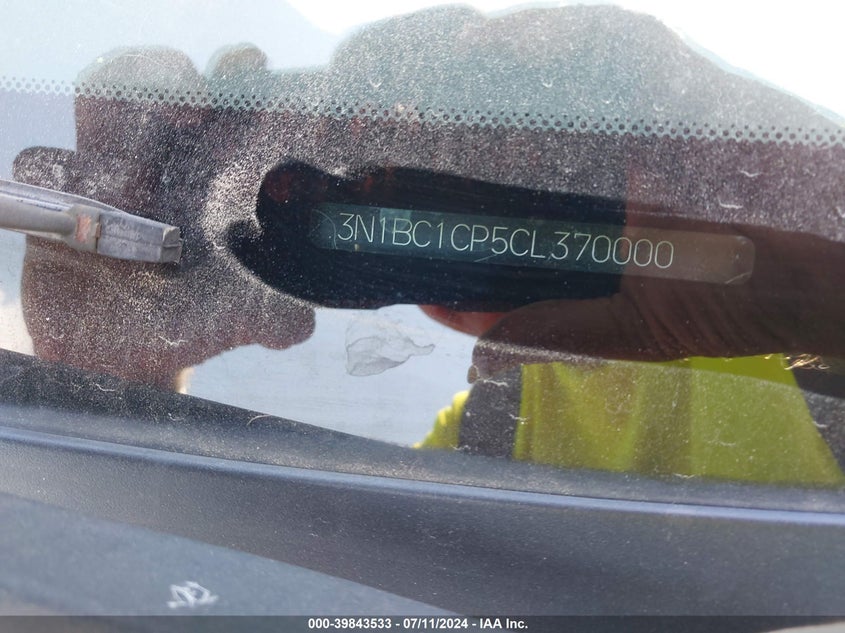 3N1BC1CP5CL370000
000-39843533 - 07/11/2024 - IAA Inc.